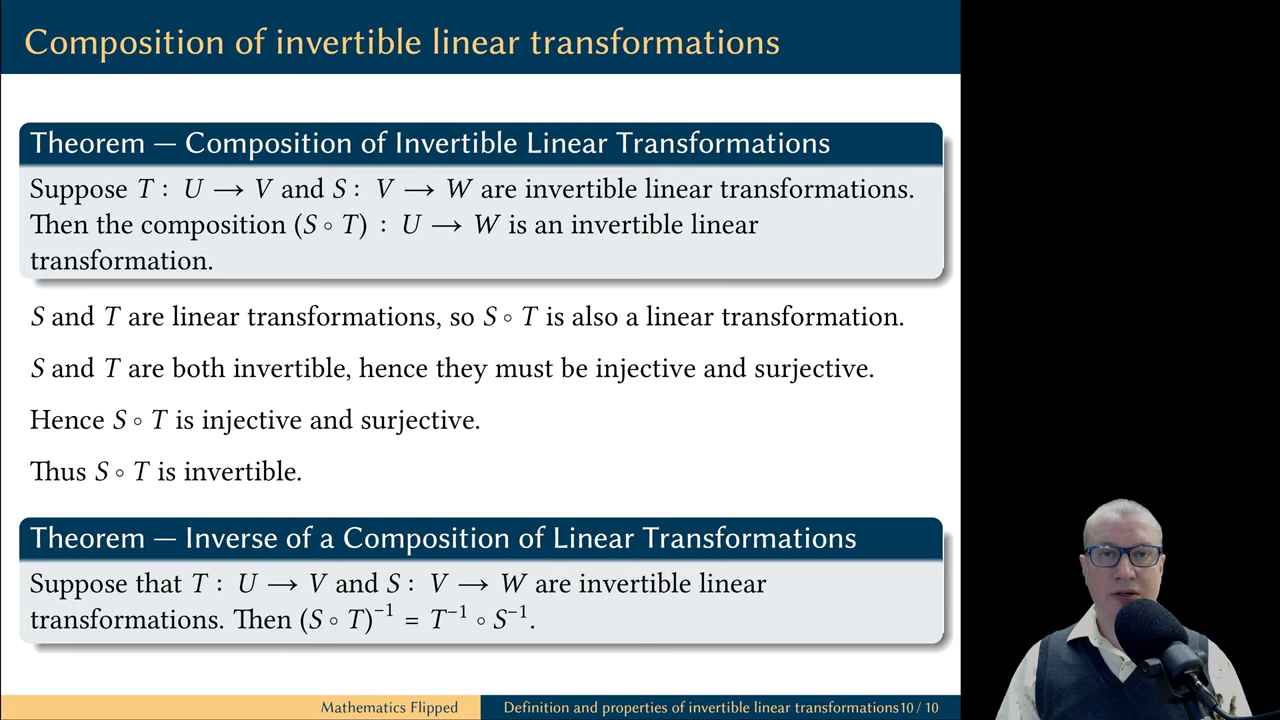 Composition of invertible linear transformations
Theorem — Composition of Invertible Linear Transformations
Suppose T : U → V and S : V → W are invertible linear transformations.
Then the composition (S ∘ T) : U → W is an invertible linear
transformation.
S and T are linear transformations, so S ∘ T is also a linear transformation.
S and T are both invertible, hence they must be injective and surjective.
Hence S ∘ T is injective and surjective.
Thus S ∘ T is invertible.
Theorem — Inverse of a Composition of Linear Transformations
Suppose that T : U → V and S : V → W are invertible linear
transformations. Then (S ∘ T)⁻¹ = T⁻¹ ∘ S⁻¹.
Mathematics Flipped
Definition and properties of invertible linear transformations 10 / 10